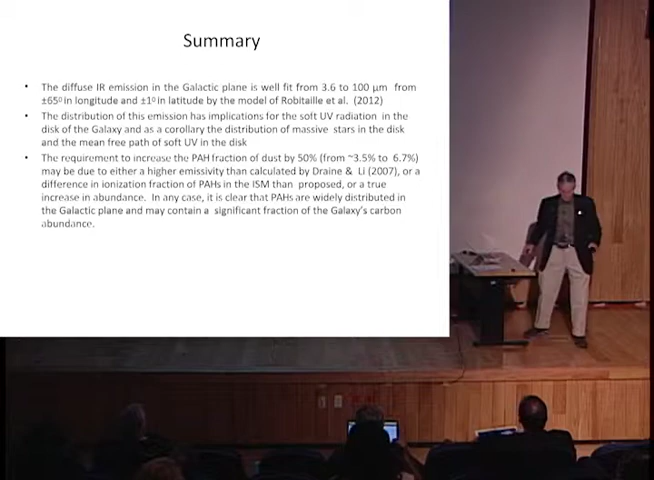 Summary
• The diffuse IR emission in the Galactic plane is well fit from 3.6 to 100 μm from
±65⁰ in longitude and ±1⁰ in latitude by the model of Robitaille et al. (2012)
• The distribution of this emission has implications for the soft UV radiation in the
disk of the Galaxy and as a corollary the distribution of massive stars in the disk
and the mean free path of soft UV in the disk
• The requirement to increase the PAH fraction of dust by 50% (from ~3.5% to 6.7%)
may be due to either a higher emissivity than calculated by Draine & Li (2007), or a
difference in ionization fraction of PAHs in the ISM than proposed, or a true
increase in abundance. In any case, it is clear that PAHs are widely distributed in
the Galactic plane and may contain a significant fraction of the Galaxy's carbon
abundance.